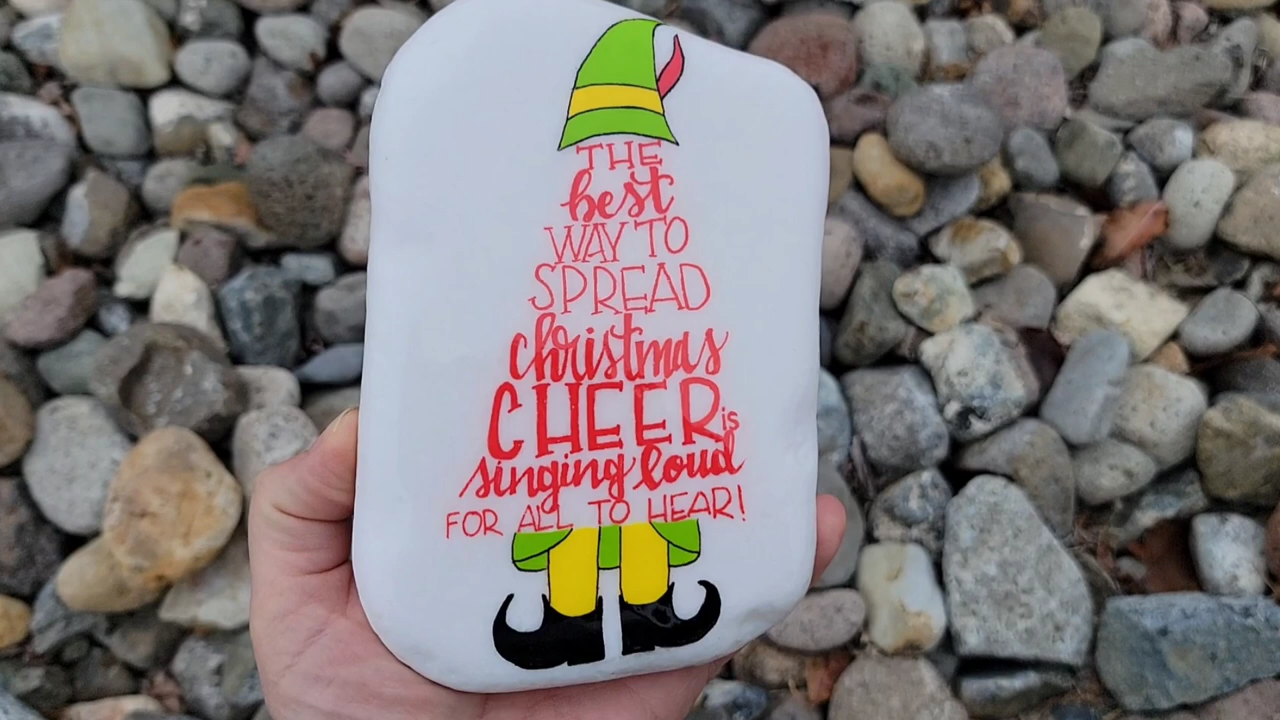 THE
best
WAY TO
SPREAD
christmas
CHEER is
singing loud
FOR ALL TO HEAR!